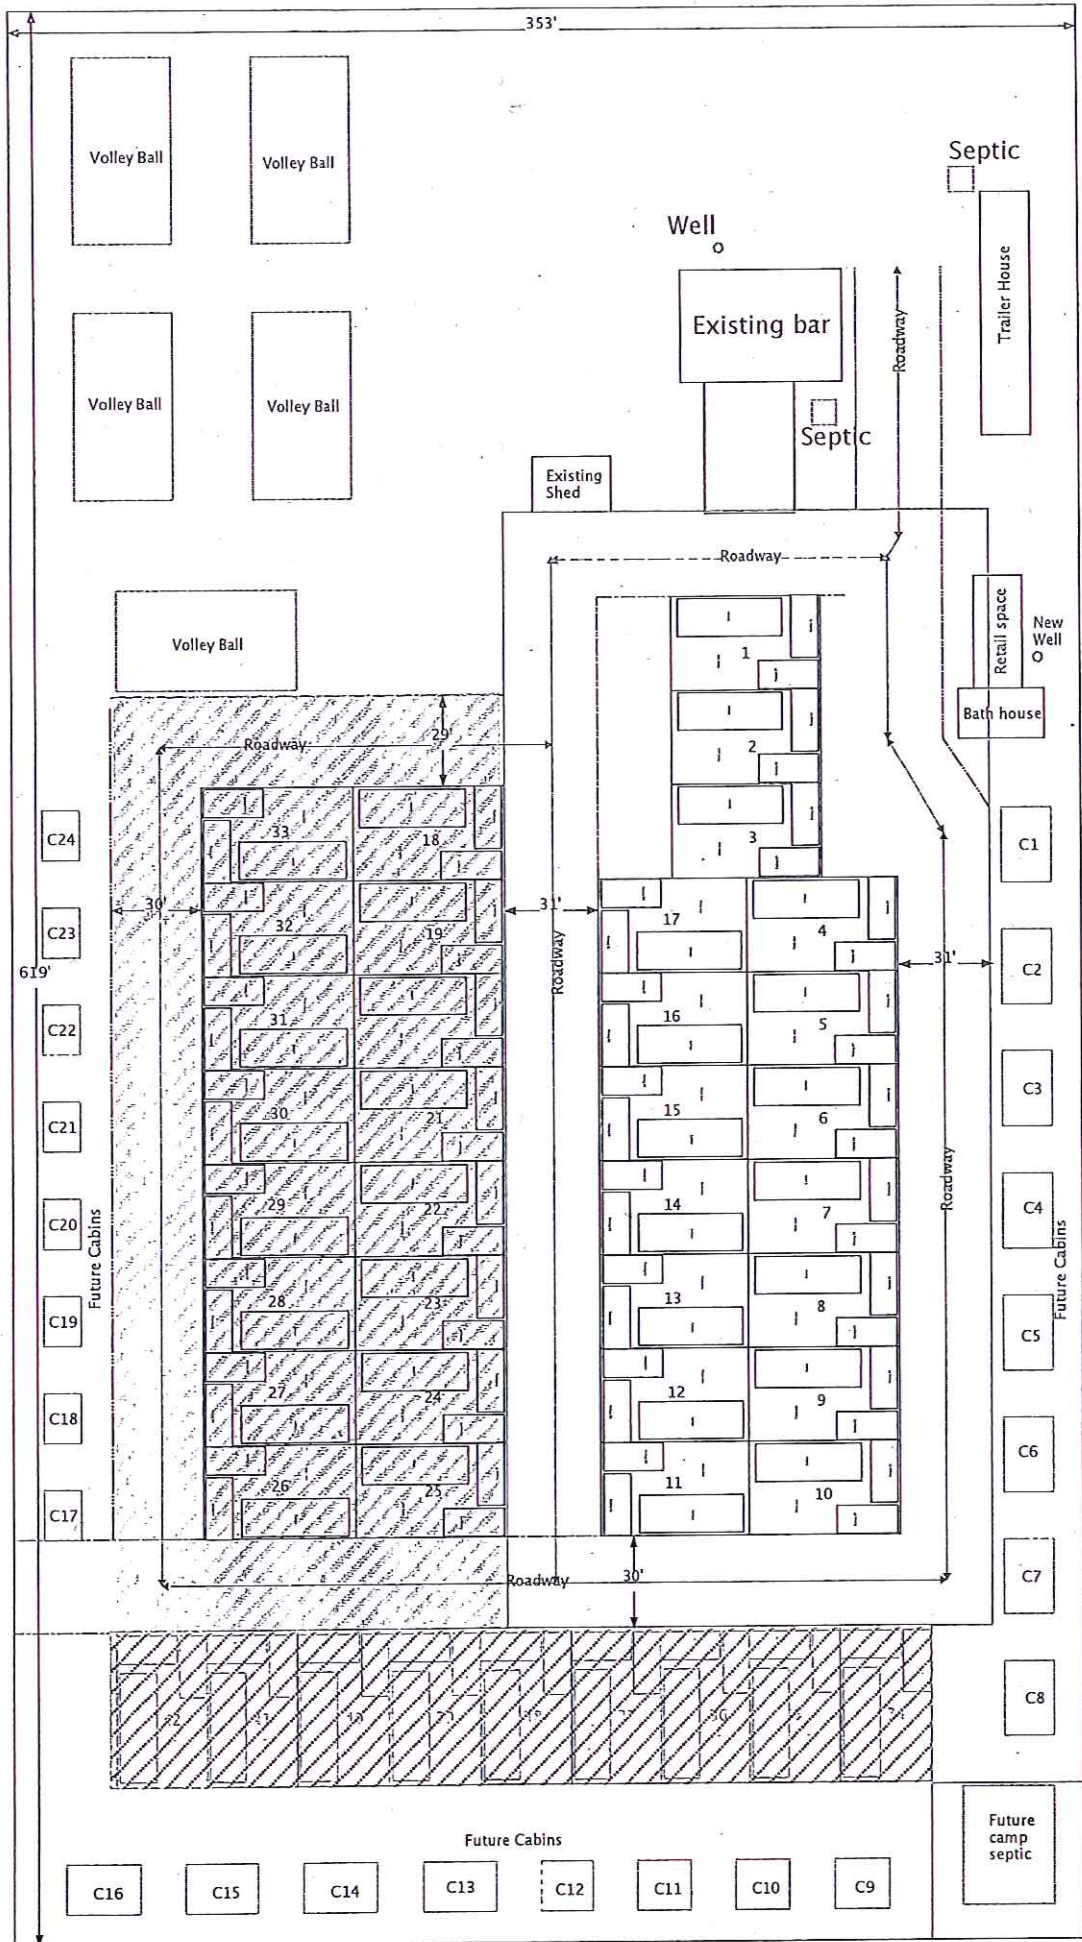 353'
Volley Ball
Volley Ball
Septic
Well
Trailer House
Existing bar
Roadway
Volley Ball
Volley Ball
Septic
Existing
Shed
Roadway
Retail space
New
Well
Volley Ball
1
Bath house
2
29'
Roadway
3
C24
33
18
C1
30'
31'
17
4
C23
32
19
31'
C2
619'
Roadway
C22
31
16
5
C3
C21
30
21
15
6
Roadway
C20
29
22
14
7
C4
Future Cabins
Future Cabins
C19
28
23
13
8
C5
C18
27
24
12
9
C6
C17
26
25
11
10
Roadway
30'
C7
C8
Future
camp
septic
Future Cabins
C16
C15
C14
C13
C12
C11
C10
C9